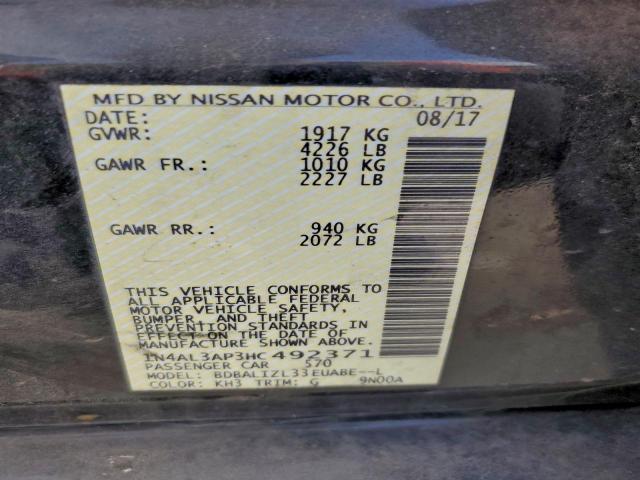 MFD BY NISSAN MOTOR CO., LTD.
DATE: 08/17
GVWR: 1917 KG
4226 LB
GAWR FR.: 1010 KG
2227 LB
GAWR RR.: 940 KG
2072 LB
THIS VEHICLE CONFORMS TO
ALL APPLICABLE FEDERAL
MOTOR VEHICLE SAFETY,
BUMPER, AND THEFT
PREVENTION STANDARDS IN
EFFECT ON THE DATE OF
MANUFACTURE SHOWN ABOVE.
1N4AL3AP3HC492371
PASSENGER CAR 570
MODEL: BDBALIZL33EUABE--L
COLOR: KH3 TRIM: G 9N00A